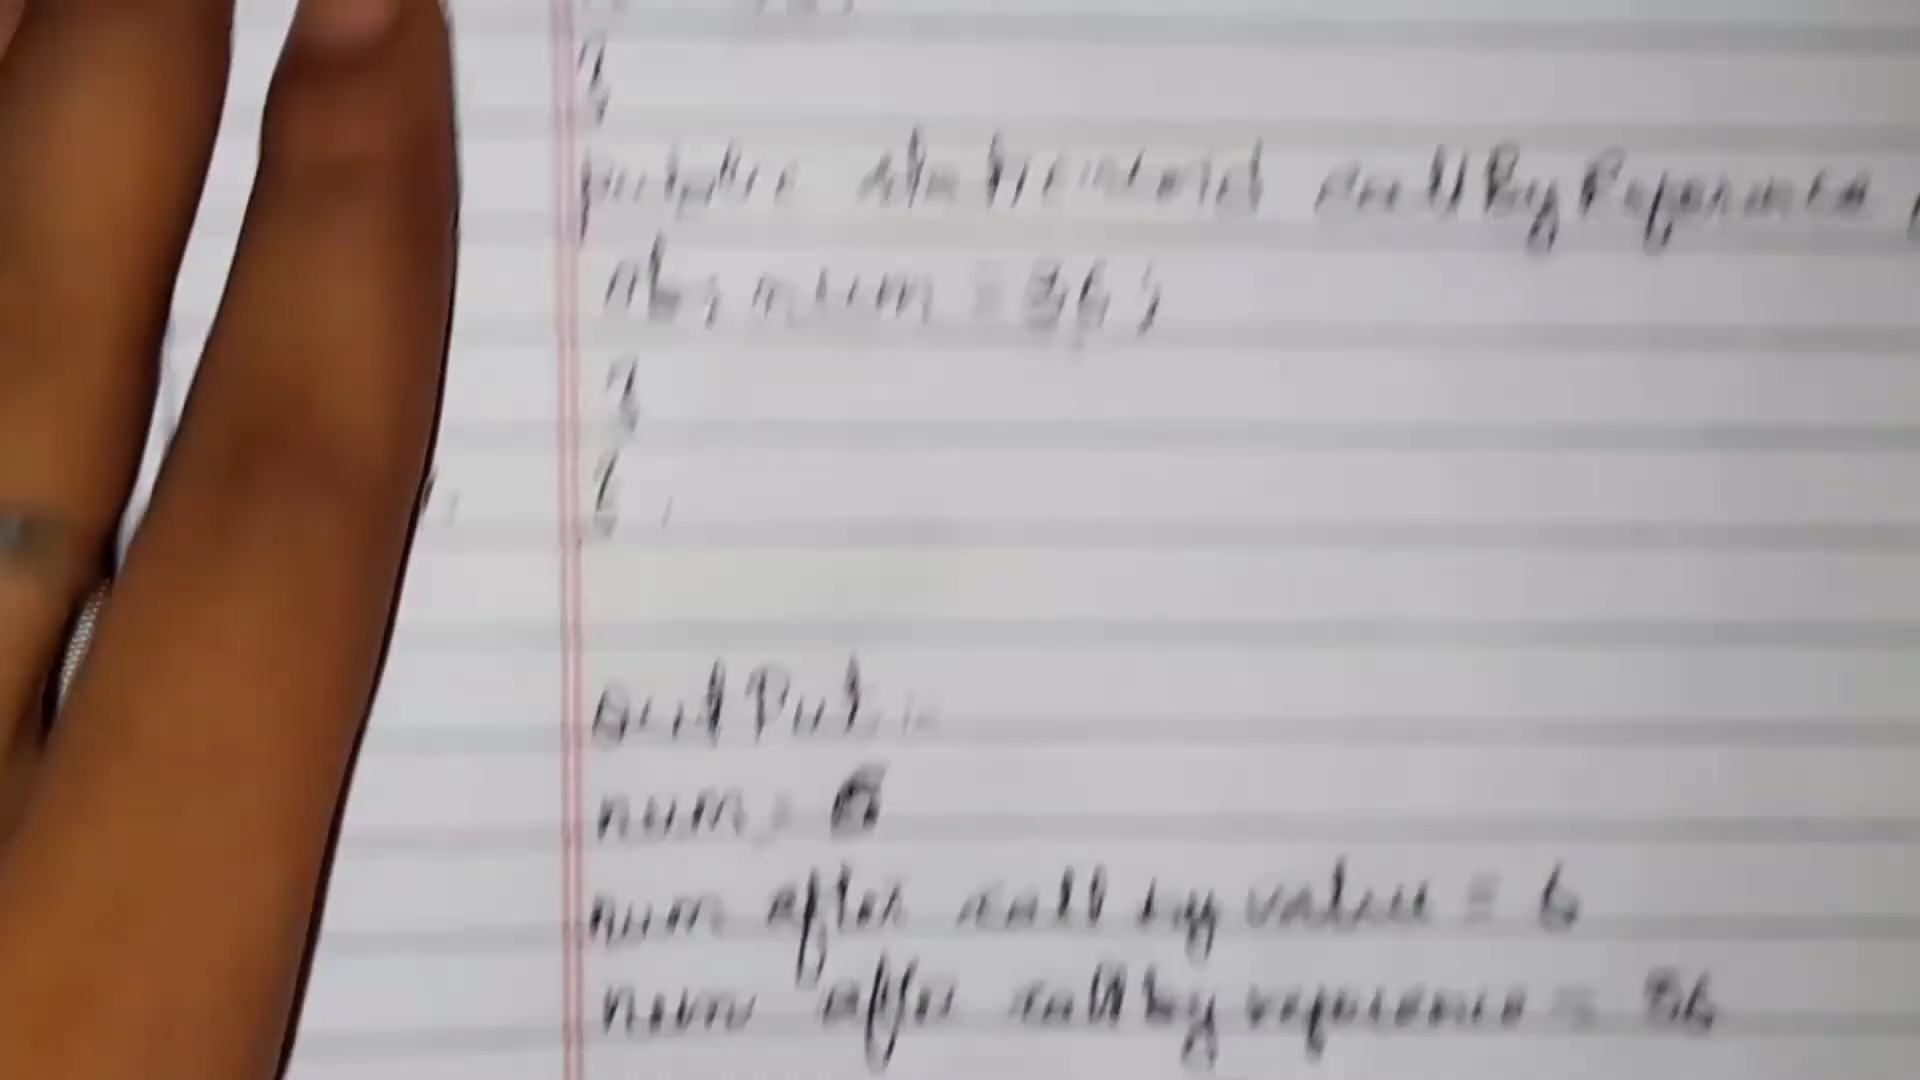 }
public static void callByReference
obj.num = 36;
}
}
output:
num = 6
num after call by value = 6
num after call by reference = 36